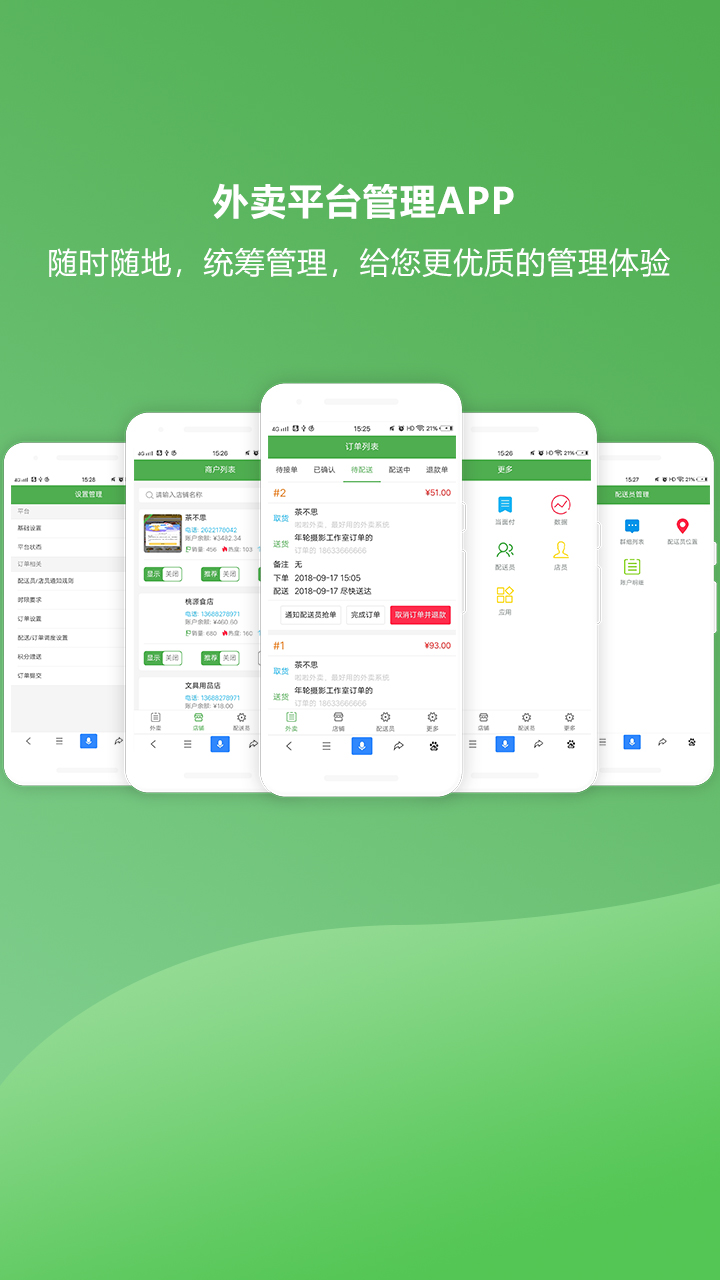 外卖平台管理APP
随时随地，统筹管理，给您更优质的管理体验
4G 15:28
设置管理
平台
基础设置
平台状态
订单相关
配送员/店员通知规则
时限要求
订单设置
配送/订单调度设置
积分赠送
订单提交
4G 15:26
商户列表
请输入店铺名称
茶不思
电话: 2622178042
账户余额: ¥3482.34
销量: 456 热度: 103
显示 关闭 推荐 关闭
桃源食店
电话: 13688278971
账户余额: ¥460.60
销量: 680 热度: 160
显示 关闭 推荐 关闭
文具用品店
电话: 13688278971
账户余额: ¥18.00
外卖 店铺 配送员
4G 15:25 HD 21%
订单列表
待接单 已确认 待配送 配送中 退款单
#2 ¥51.00
取货 茶不思
啦啦外卖，最好用的外卖系统
送货 年轮摄影工作室订单的
订单的 18633666666
备注 无
下单 2018-09-17 15:05
配送 2018-09-17 尽快送达
通知配送员抢单 完成订单 取消订单并退款
#1 ¥93.00
取货 茶不思
啦啦外卖，最好用的外卖系统
送货 年轮摄影工作室订单的
订单的 18633666666
外卖 店铺 配送员 更多
15:26 HD 21%
更多
当面付 数据
配送员 店员
应用
店铺 配送员 更多
15:27 HD 21%
配送员管理
群组列表 配送员位置
账户明细